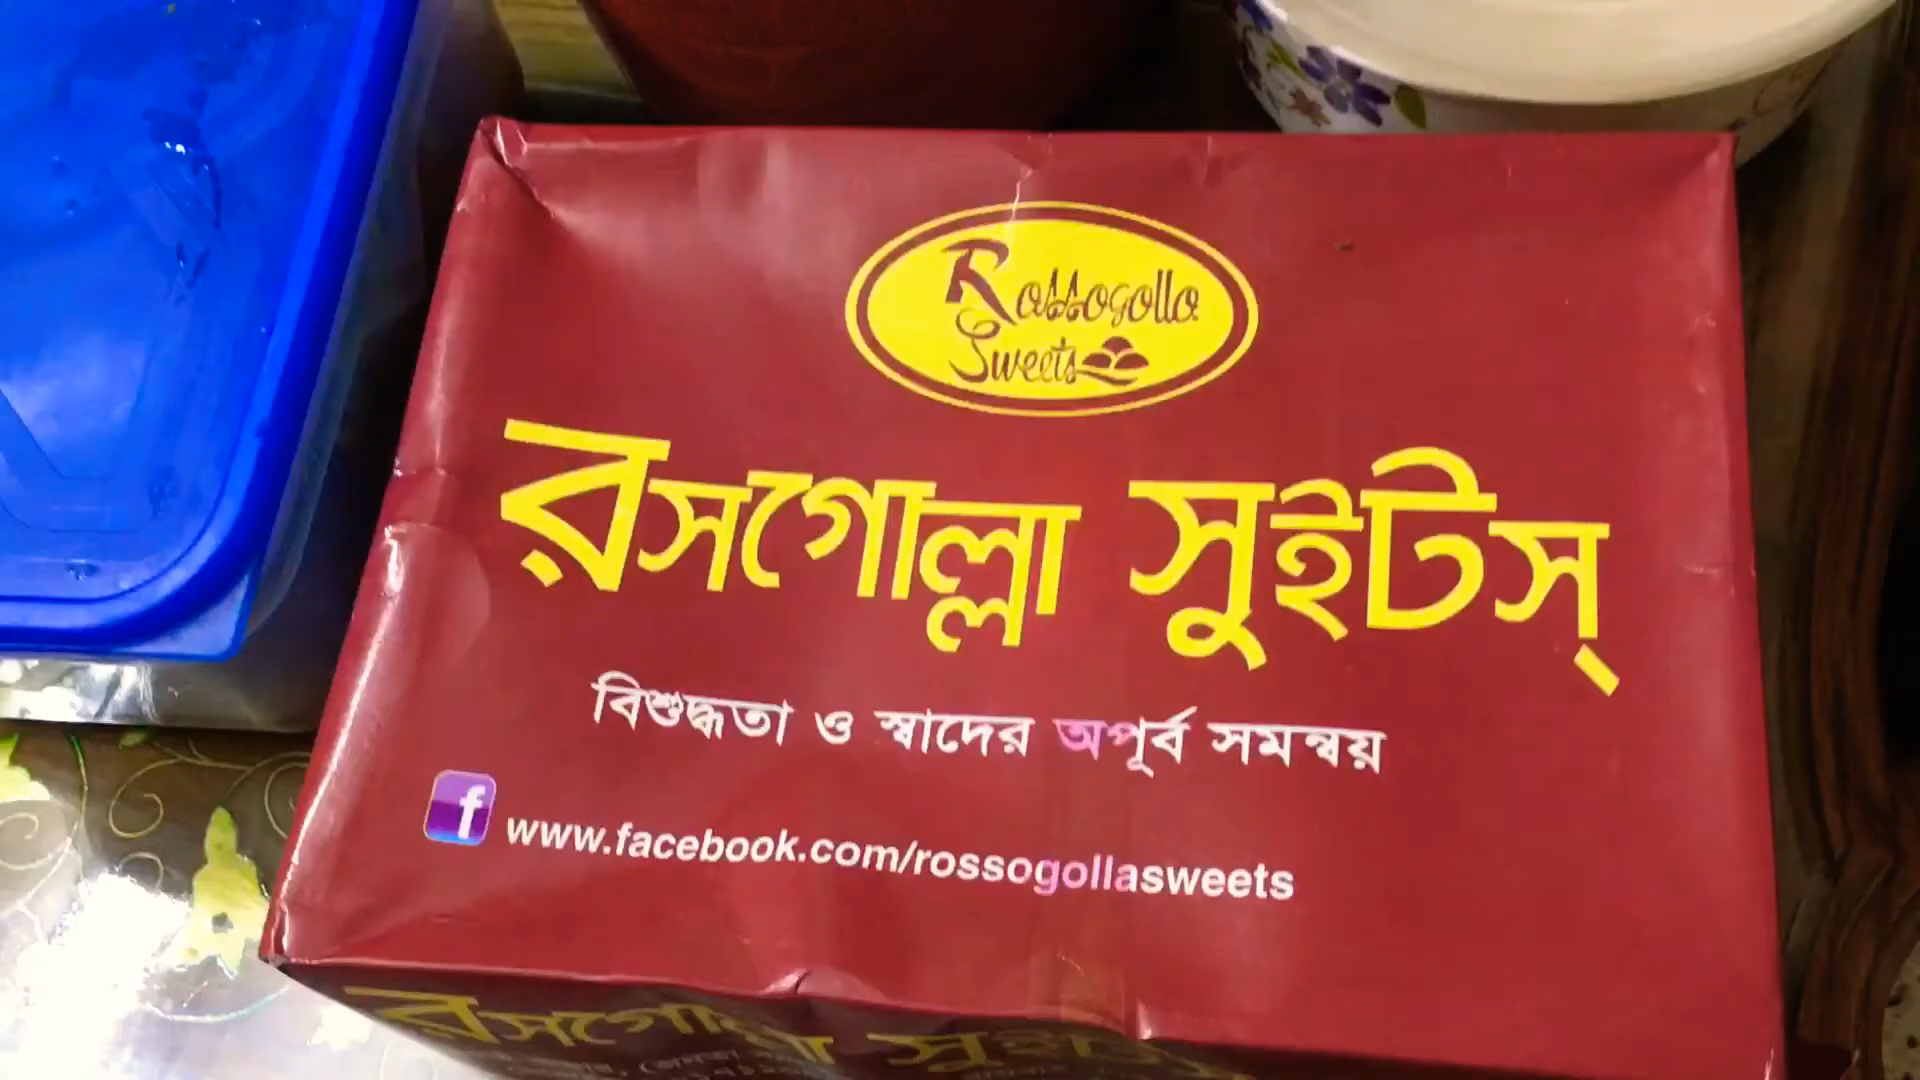 Rossogolla
Sweets
রসগোল্লা সুইটস্
বিশুদ্ধতা ও স্বাদের অপূর্ব সমন্বয়
f www.facebook.com/rossogollasweets
রসগোল্লা সুইটস্